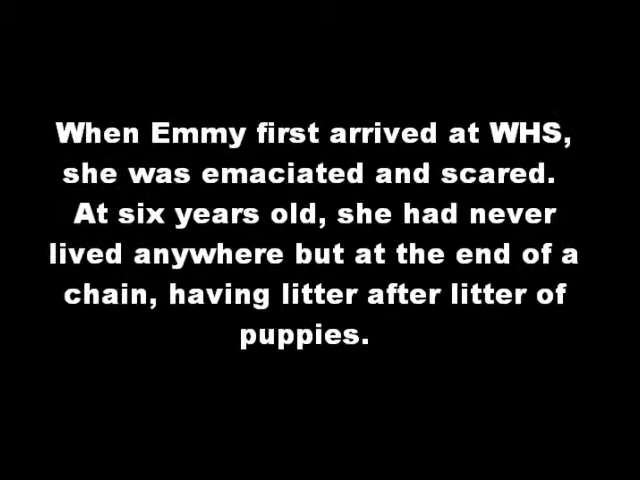 When Emmy first arrived at WHS,
she was emaciated and scared.
At six years old, she had never
lived anywhere but at the end of a
chain, having litter after litter of
puppies.